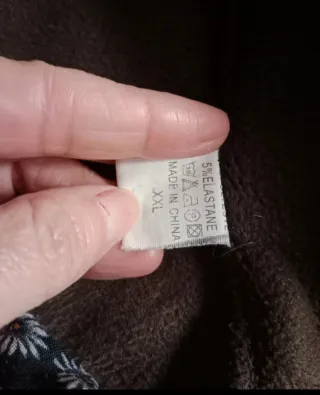 5% ELASTANE
MADE IN CHINA
XXL